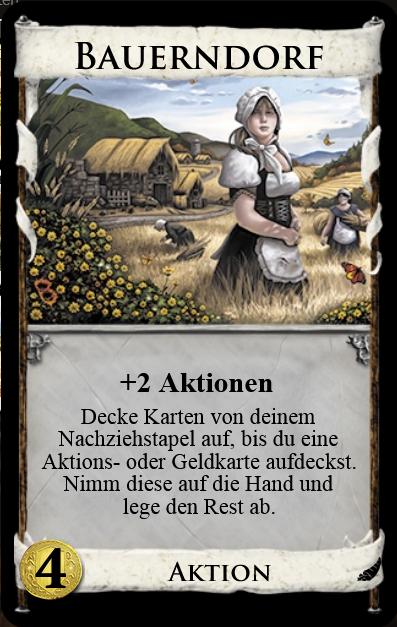 Bauerndorf
+2 Aktionen
Decke Karten von deinem
Nachziehstapel auf, bis du eine
Aktions- oder Geldkarte aufdeckst.
Nimm diese auf die Hand und
lege den Rest ab.
4
Aktion